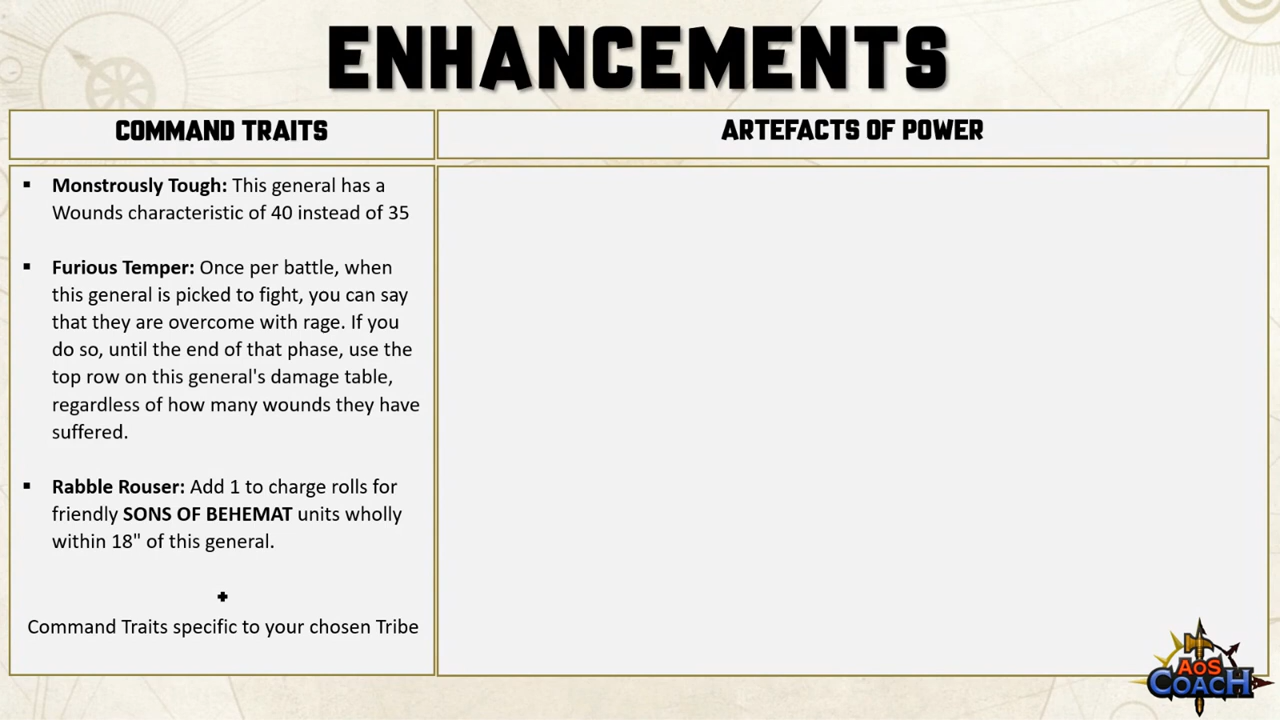 ENHANCEMENTS
COMMAND TRAITS
ARTEFACTS OF POWER
▪ Monstrously Tough: This general has a
Wounds characteristic of 40 instead of 35
▪ Furious Temper: Once per battle, when
this general is picked to fight, you can say
that they are overcome with rage. If you
do so, until the end of that phase, use the
top row on this general's damage table,
regardless of how many wounds they have
suffered.
▪ Rabble Rouser: Add 1 to charge rolls for
friendly SONS OF BEHEMAT units wholly
within 18" of this general.
+
Command Traits specific to your chosen Tribe
AoS
COACH